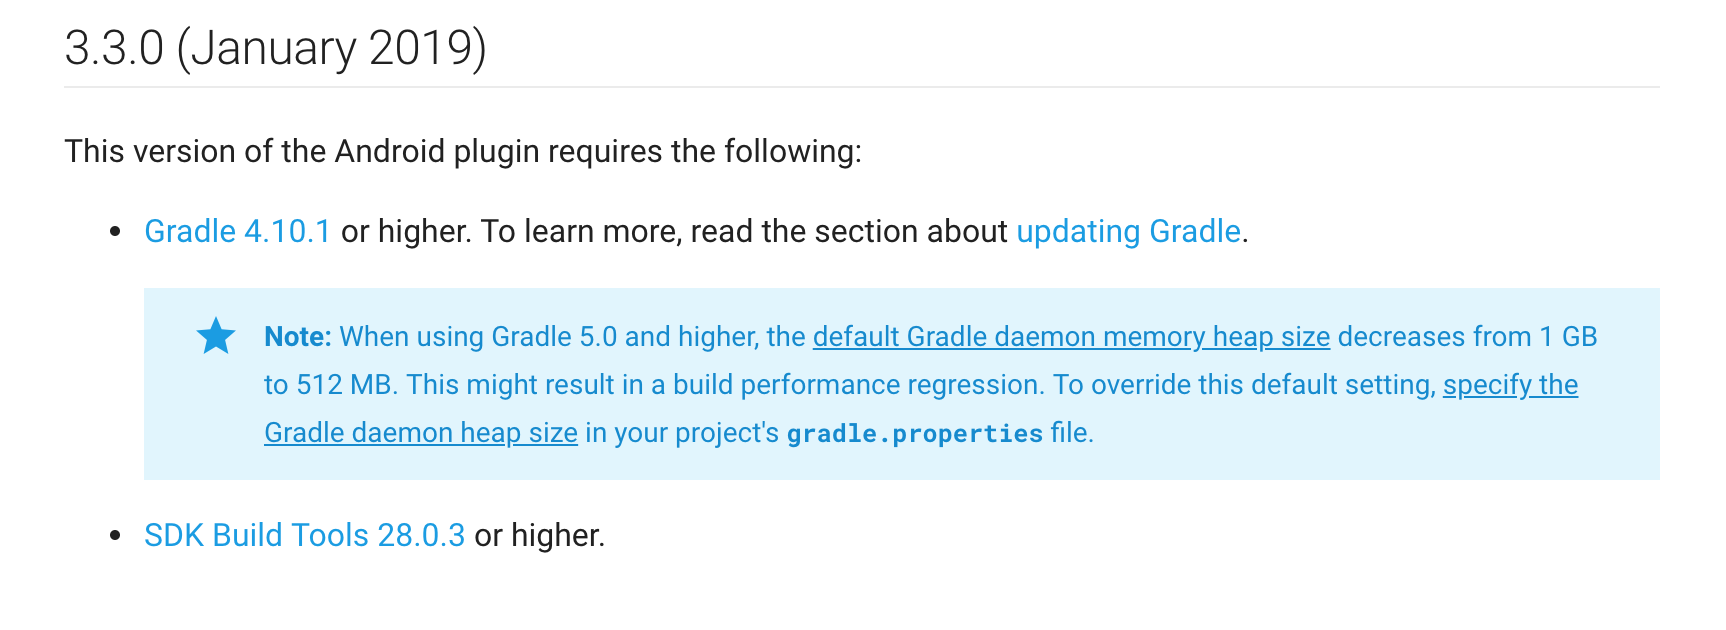 3.3.0 (January 2019)
This version of the Android plugin requires the following:
• Gradle 4.10.1 or higher. To learn more, read the section about updating Gradle.
Note: When using Gradle 5.0 and higher, the default Gradle daemon memory heap size decreases from 1 GB
to 512 MB. This might result in a build performance regression. To override this default setting, specify the
Gradle daemon heap size in your project's gradle.properties file.
• SDK Build Tools 28.0.3 or higher.